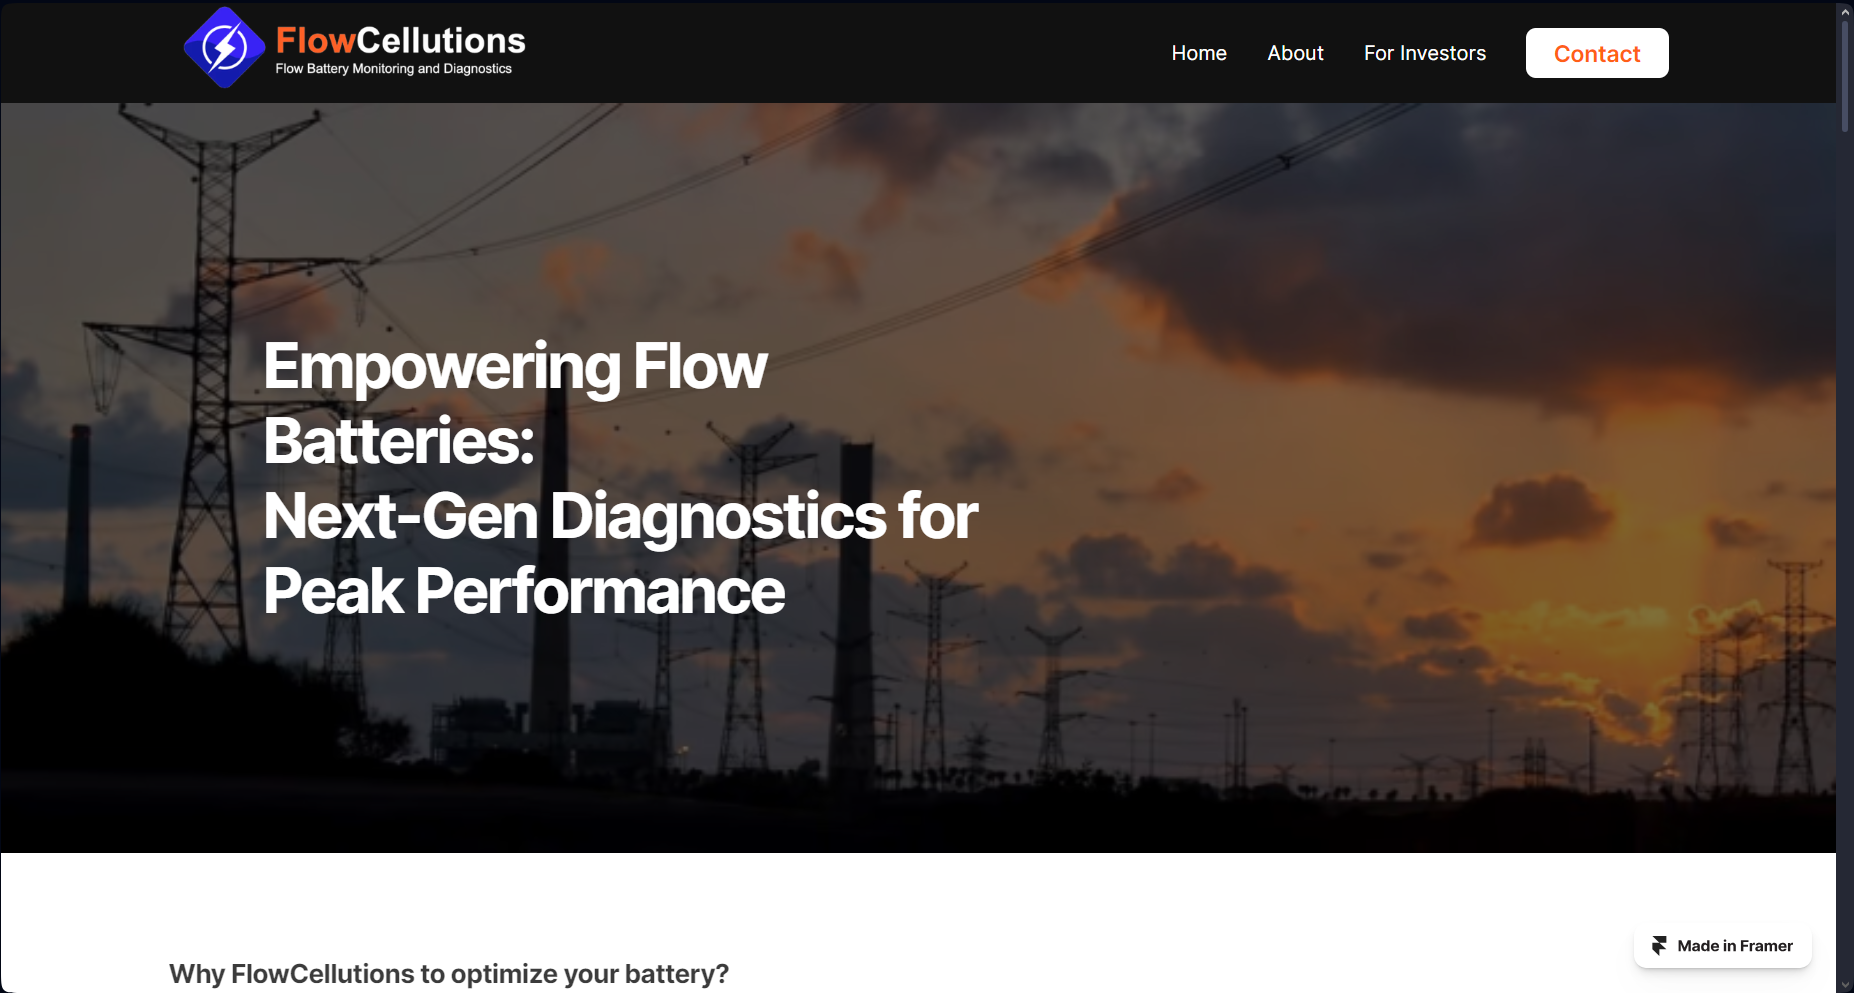 FlowCellutions
Flow Battery Monitoring and Diagnostics
Home
About
For Investors
Contact
Empowering Flow
Batteries:
Next-Gen Diagnostics for
Peak Performance
Why FlowCellutions to optimize your battery?
Made in Framer